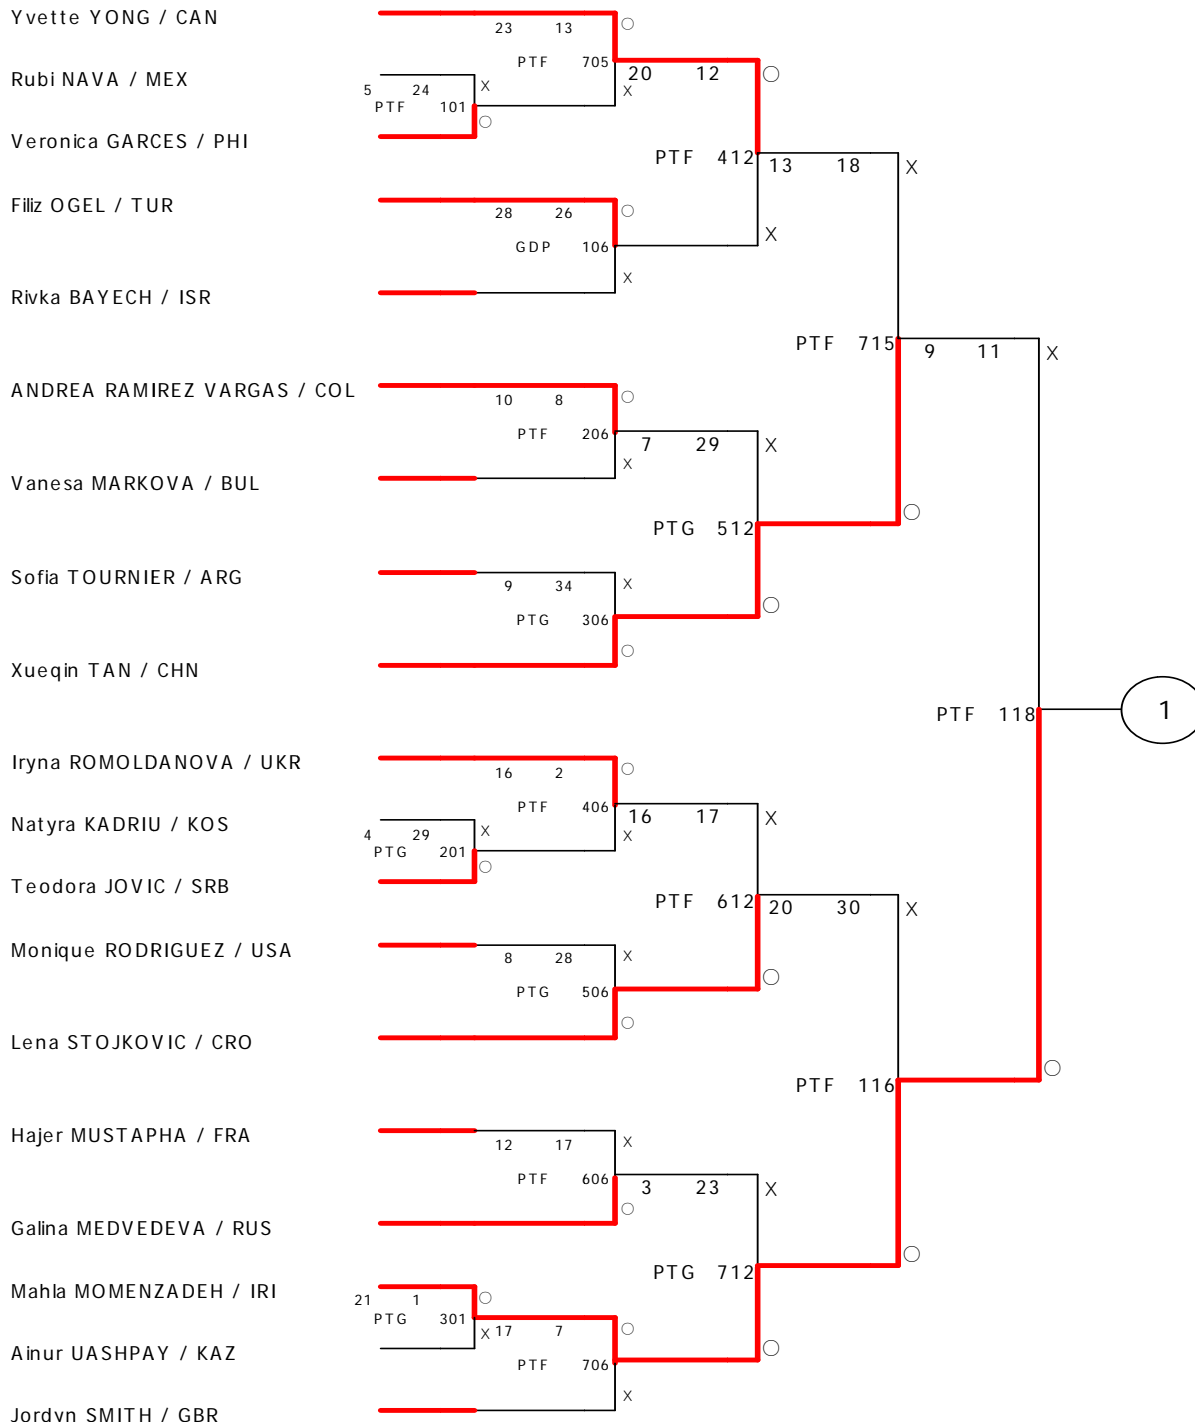 Yvette YONG / CAN
23 13 O
PTF 705
20 12 O
Rubi NAVA / MEX
5 24 X
PTF 101
X
O
Veronica GARCES / PHI
PTF 412
13 18 X
Filiz OGEL / TUR
28 26 O
X
GDP 106
X
Rivka BAYECH / ISR
PTF 715
9 11 X
ANDREA RAMIREZ VARGAS / COL
10 8 O
PTF 206
7 29 X
X
Vanesa MARKOVA / BUL
O
PTG 512
Sofia TOURNIER / ARG
9 34 X
O
PTG 306
O
Xueqin TAN / CHN
1
PTF 118
Iryna ROMOLDANOVA / UKR
16 2 O
PTF 406
16 17 X
Natyra KADRIU / KOS
4 29 X
X
PTG 201
O
Teodora JOVIC / SRB
PTF 612
20 30 X
Monique RODRIGUEZ / USA
8 28 X
O
PTG 506
O
Lena STOJKOVIC / CRO
O
PTF 116
Hajer MUSTAPHA / FRA
12 17 X
PTF 606
3 23 X
O
Galina MEDVEDEVA / RUS
O
PTG 712
Mahla MOMENZADEH / IRI
21 1 O
PTG 301
X 17 7 O
O
Ainur UASHPAY / KAZ
PTF 706
X
Jordyn SMITH / GBR